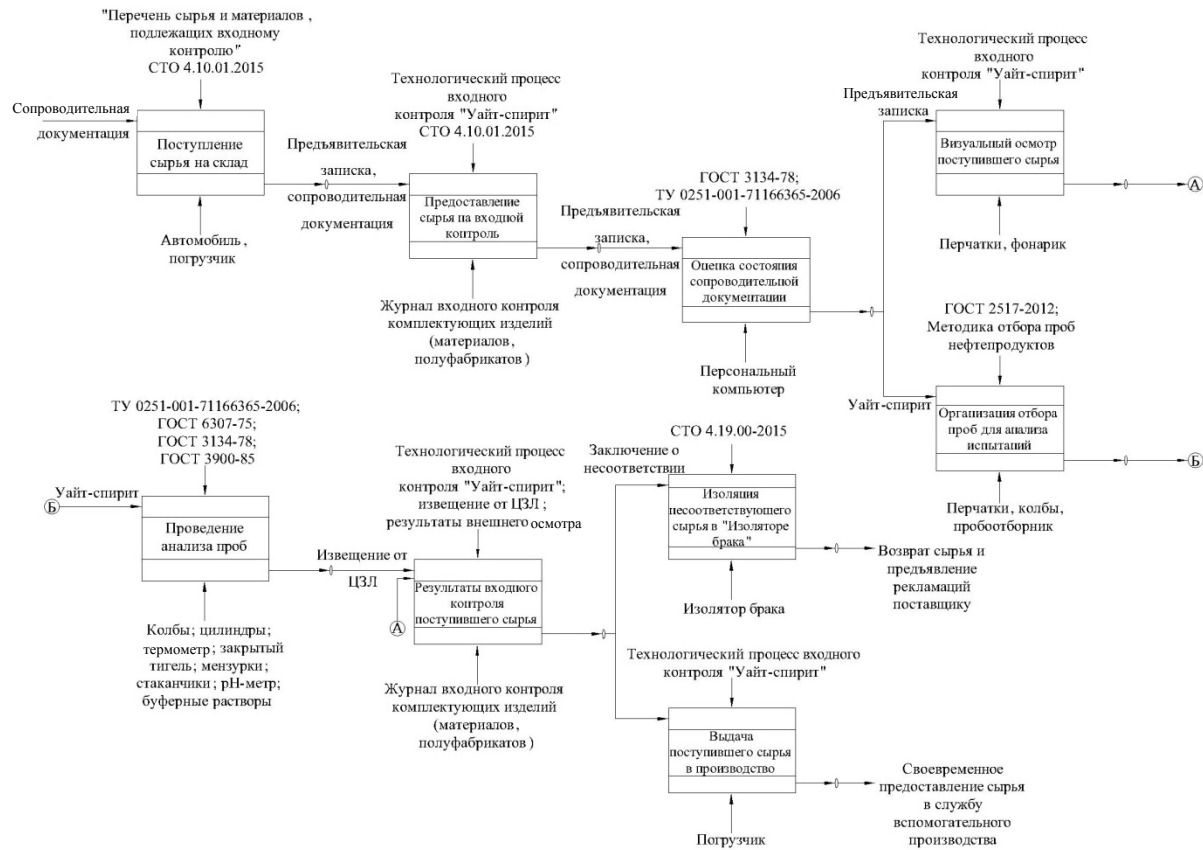 "Перечень сырья и материалов,
подлежащих входному
контролю"
СТО 4.10.01.2015
Сопроводительная
документация
Поступление
сырья на склад
Автомобиль,
погрузчик
Предъявительская
записка,
сопроводительная
документация
Технологический процесс
входного
контроля "Уайт-спирит"
СТО 4.10.01.2015
Предоставление
сырья на входной
контроль
Журнал входного контроля
комплектующих изделий
(материалов,
полуфабрикатов)
Предъявительская
записка,
сопроводительная
документация
ГОСТ 3134-78;
ТУ 0251-001-71166365-2006
Оценка состояния
сопроводительной
документации
Персональный
компьютер
Предъявительская
записка
Технологический процесс
входного
контроля "Уайт-спирит"
Визуальный осмотр
поступившего сырья
А
Перчатки, фонарик
Уайт-спирит
ГОСТ 2517-2012;
Методика отбора проб
нефтепродуктов
Организация отбора
проб для анализа
испытаний
Б
Перчатки, колбы,
пробоотборник
Б
Уайт-спирит
ТУ 0251-001-71166365-2006;
ГОСТ 6307-75;
ГОСТ 3134-78;
ГОСТ 3900-85
Проведение
анализа проб
Колбы; цилиндры;
термометр; закрытый
тигель; мензурки;
стаканчики; рН-метр;
буферные растворы
Извещение от
ЦЗЛ
А
Технологический процесс
входного
контроля "Уайт-спирит";
извещение от ЦЗЛ;
результаты внешнего осмотра
Результаты входного
контроля
поступившего сырья
Журнал входного контроля
комплектующих изделий
(материалов,
полуфабрикатов)
Заключение о
несоответствии
СТО 4.19.00-2015
Изоляция
несоответствующего
сырья в "Изоляторе
брака"
Изолятор брака
Возврат сырья и
предъявление
рекламаций
поставщику
Технологический процесс входного
контроля "Уайт-спирит"
Выдача
поступившего сырья
в производство
Погрузчик
Своевременное
предоставление сырья
в службу
вспомогательного
производства